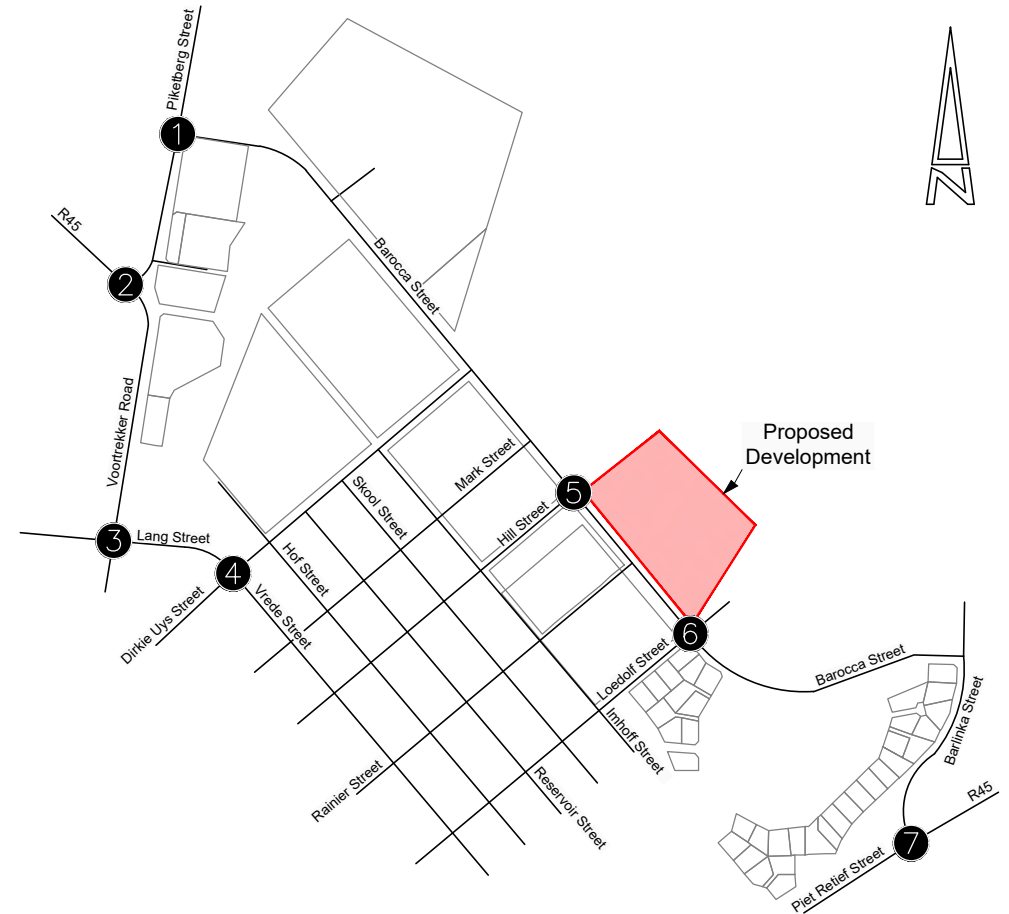 Piketberg Street
1
N
R45
2
Barocca Street
Voortrekker Road
Proposed
Development
Mark Street
Skool Street
5
Hill Street
3
Lang Street
4
Hof Street
Vrede Street
Dirkie Uys Street
6
Loedolf Street
Barocca Street
Imhoff Street
Barlinka Street
Rainier Street
Reservoir Street
R45
7
Piet Retief Street